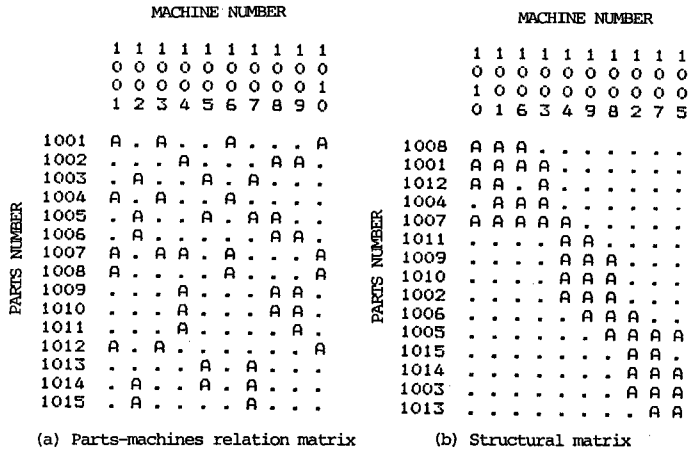 MACHINE NUMBER
1 1 1 1 1 1 1 1 1 1
0 0 0 0 0 0 0 0 0 0
0 0 0 0 0 0 0 0 0 1
1 2 3 4 5 6 7 8 9 0
PARTS NUMBER
1001 A . A . . A . . . A
1002 . . . A . . . A A .
1003 . A . . A . A . . .
1004 A . A . . A . . . .
1005 . A . . A . A A . .
1006 . A . . . . . A A .
1007 A . A A . A . . . A
1008 A . . . . A . . . A
1009 . . . A . . . A A .
1010 . . . A . . . A A .
1011 . . . A . . . . A .
1012 A . A . . . . . . A
1013 . . . . A . A . . .
1014 . A . . A . A . . .
1015 . A . . . . A . . .
(a) Parts-machines relation matrix
MACHINE NUMBER
1 1 1 1 1 1 1 1 1 1
0 0 0 0 0 0 0 0 0 0
1 0 0 0 0 0 0 0 0 0
0 1 6 3 4 9 8 2 7 5
PARTS NUMBER
1008 A A A . . . . . . .
1001 A A A A . . . . . .
1012 A A . A . . . . . .
1004 . A A A . . . . . .
1007 A A A A A . . . . .
1011 . . . . A A . . . .
1009 . . . . A A A . . .
1010 . . . . A A A . . .
1002 . . . . A A A . . .
1006 . . . . . A A A . .
1005 . . . . . . A A A A
1015 . . . . . . . A A .
1014 . . . . . . . A A A
1003 . . . . . . . A A A
1013 . . . . . . . . A A
(b) Structural matrix